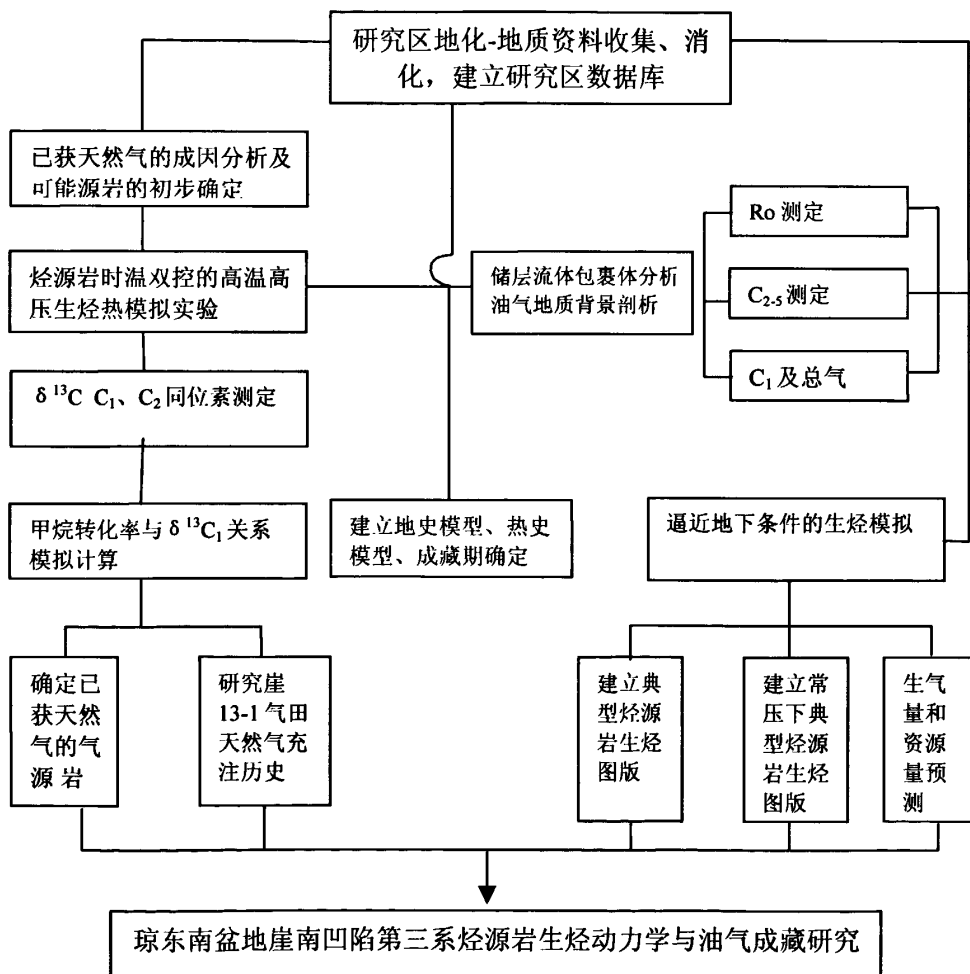 研究区地化-地质资料收集、消
化，建立研究区数据库
已获天然气的成因分析及
可能源岩的初步确定
Ro 测定
烃源岩时温双控的高温高
压生烃热模拟实验
储层流体包裹体分析
油气地质背景剖析
C₂₋₅ 测定
C₁及总气
δ ¹³C C₁、C₂同位素测定
甲烷转化率与 δ ¹³C₁关系
模拟计算
建立地史模型、热史
模型、成藏期确定
逼近地下条件的生烃模拟
确定已
获天然
气的气
源 岩
研究崖
13-1 气田
天然气充
注历史
建立典
型烃源
岩生烃
图版
建立常
压下典
型烃源
岩生烃
图版
生气
量和
资源
量预
测
琼东南盆地崖南凹陷第三系烃源岩生烃动力学与油气成藏研究